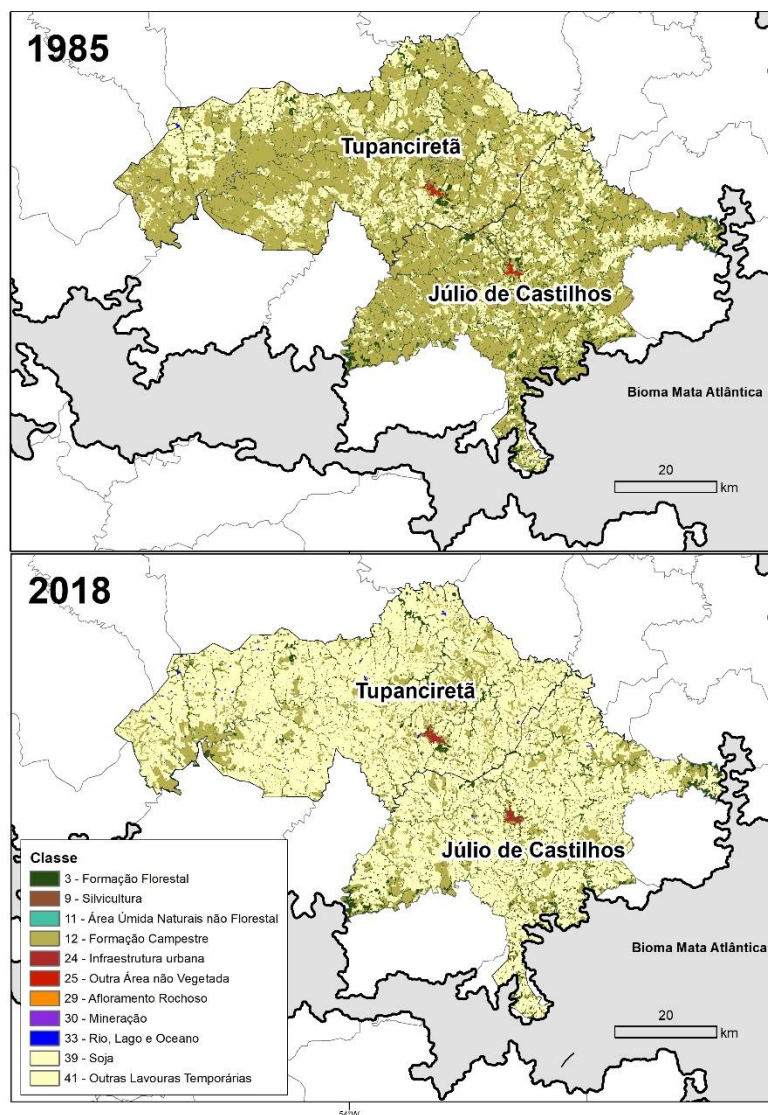 1985
Tupanciretã
Júlio de Castilhos
Bioma Mata Atlântica
20
km
2018
Tupanciretã
Júlio de Castilhos
Classe
3 - Formação Florestal
9 - Silvicultura
11 - Área Úmida Naturais não Florestal
12 - Formação Campestre
24 - Infraestrutura urbana
25 - Outra Área não Vegetada
29 - Afloramento Rochoso
30 - Mineração
33 - Rio, Lago e Oceano
39 - Soja
41 - Outras Lavouras Temporárias
Bioma Mata Atlântica
20
km